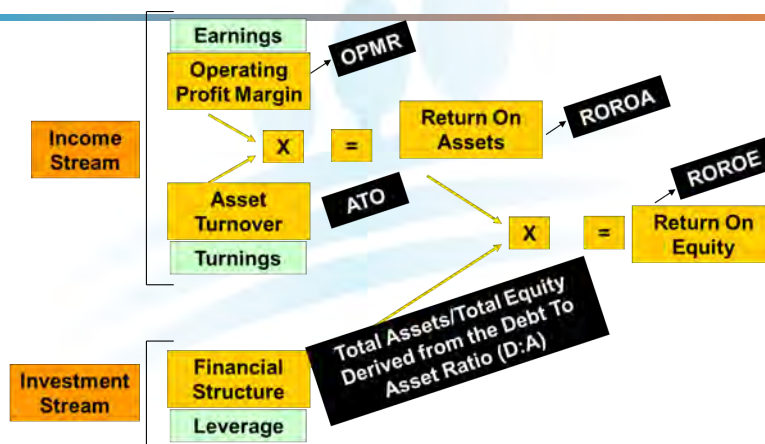 Earnings
Operating
Profit Margin
OPMR
Income
Stream
X
=
Return On
Assets
ROROA
Asset
Turnover
ATO
Turnings
X
=
Return On
Equity
ROROE
Investment
Stream
Financial
Structure
Leverage
Total Assets/Total Equity
Derived from the Debt To
Asset Ratio (D:A)